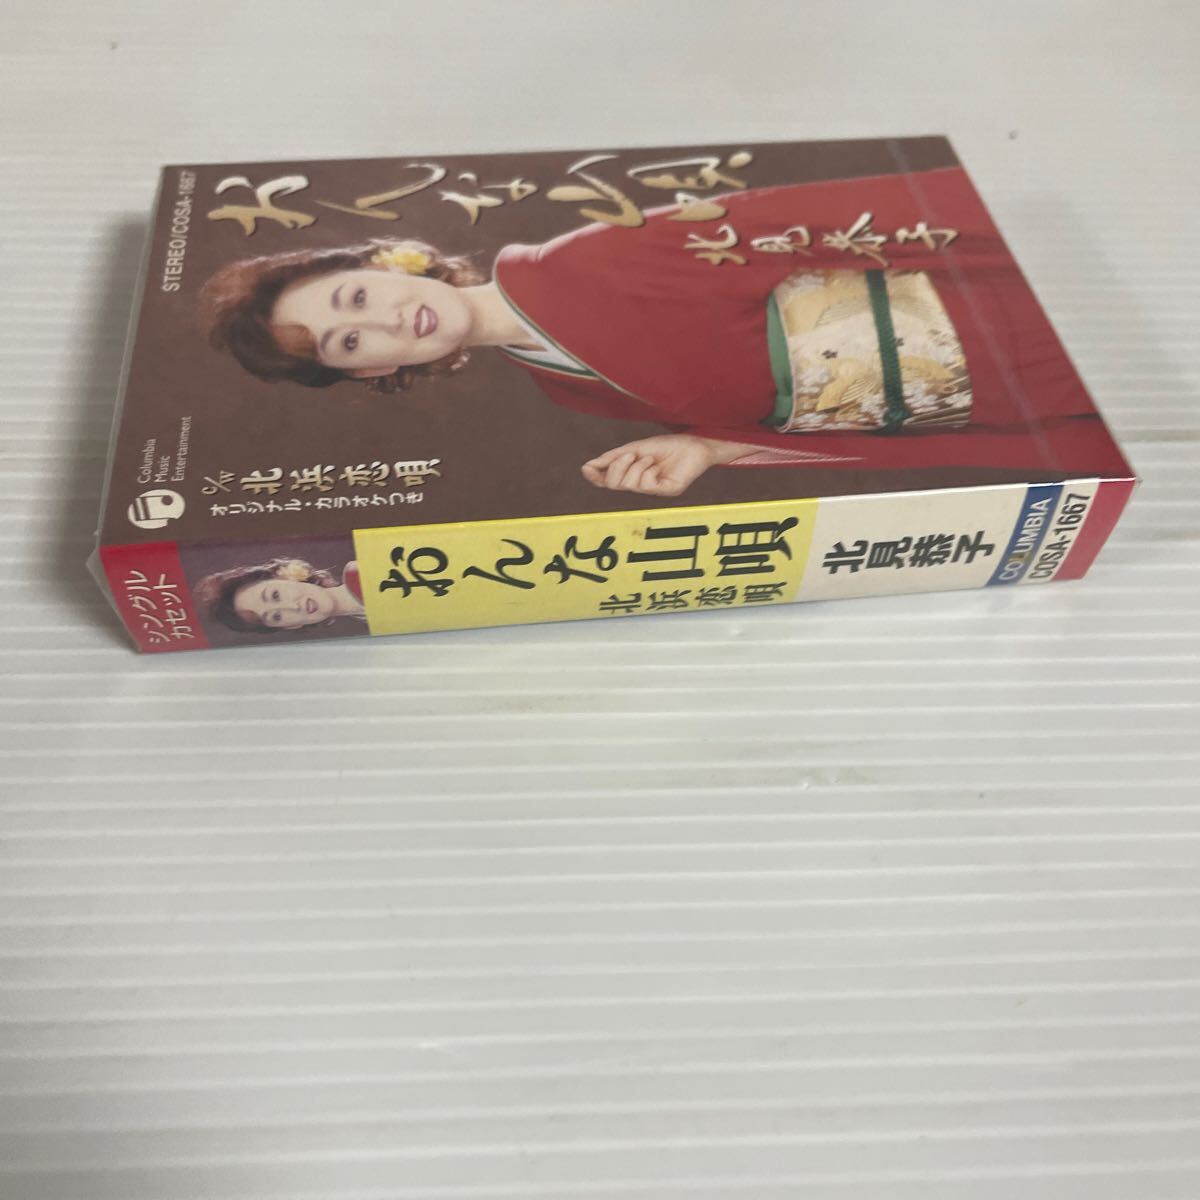 STEREO/COSA-1667
おんな山唄
北見恭子
c/w 北浜恋唄
オリジナル・カラオケつき
Columbia
Music
Entertainment
シングル
カセット
おんな山唄
北浜恋唄
北見恭子
COLUMBIA
COSA-1667